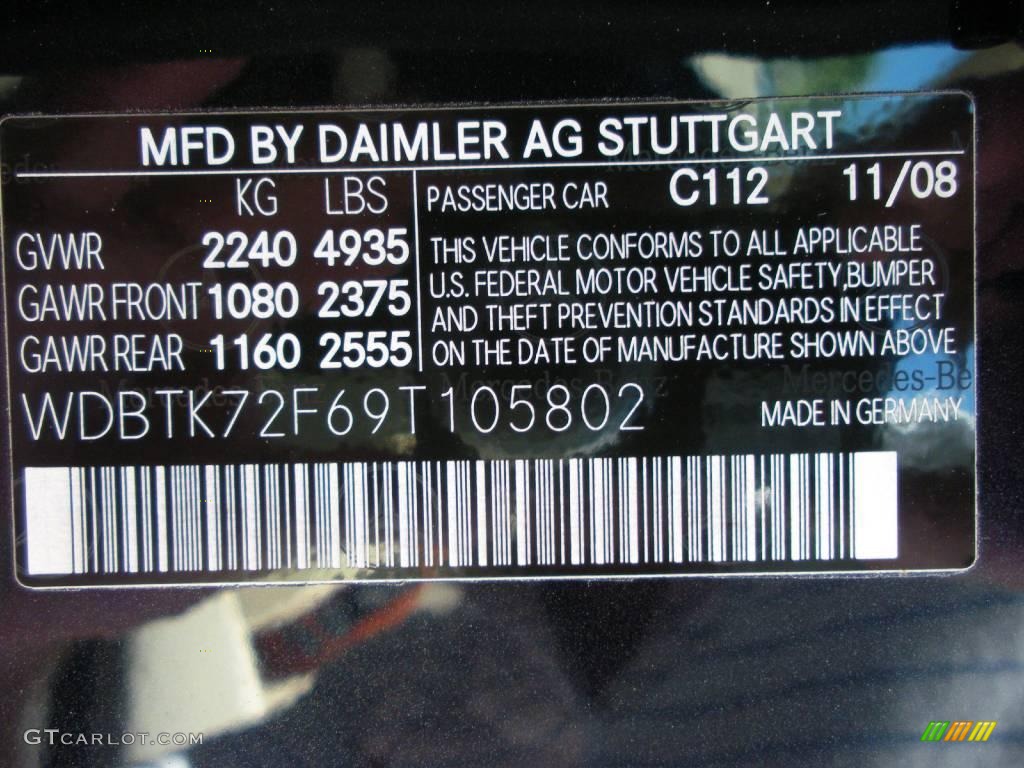 MFD BY DAIMLER AG STUTTGART
KG LBS
GVWR 2240 4935
GAWR FRONT 1080 2375
GAWR REAR 1160 2555
PASSENGER CAR C112 11/08
THIS VEHICLE CONFORMS TO ALL APPLICABLE
U.S. FEDERAL MOTOR VEHICLE SAFETY,BUMPER
AND THEFT PREVENTION STANDARDS IN EFFECT
ON THE DATE OF MANUFACTURE SHOWN ABOVE
Mercedes-Be
WDBTK72F69T105802
MADE IN GERMANY
GTCARLOT.COM